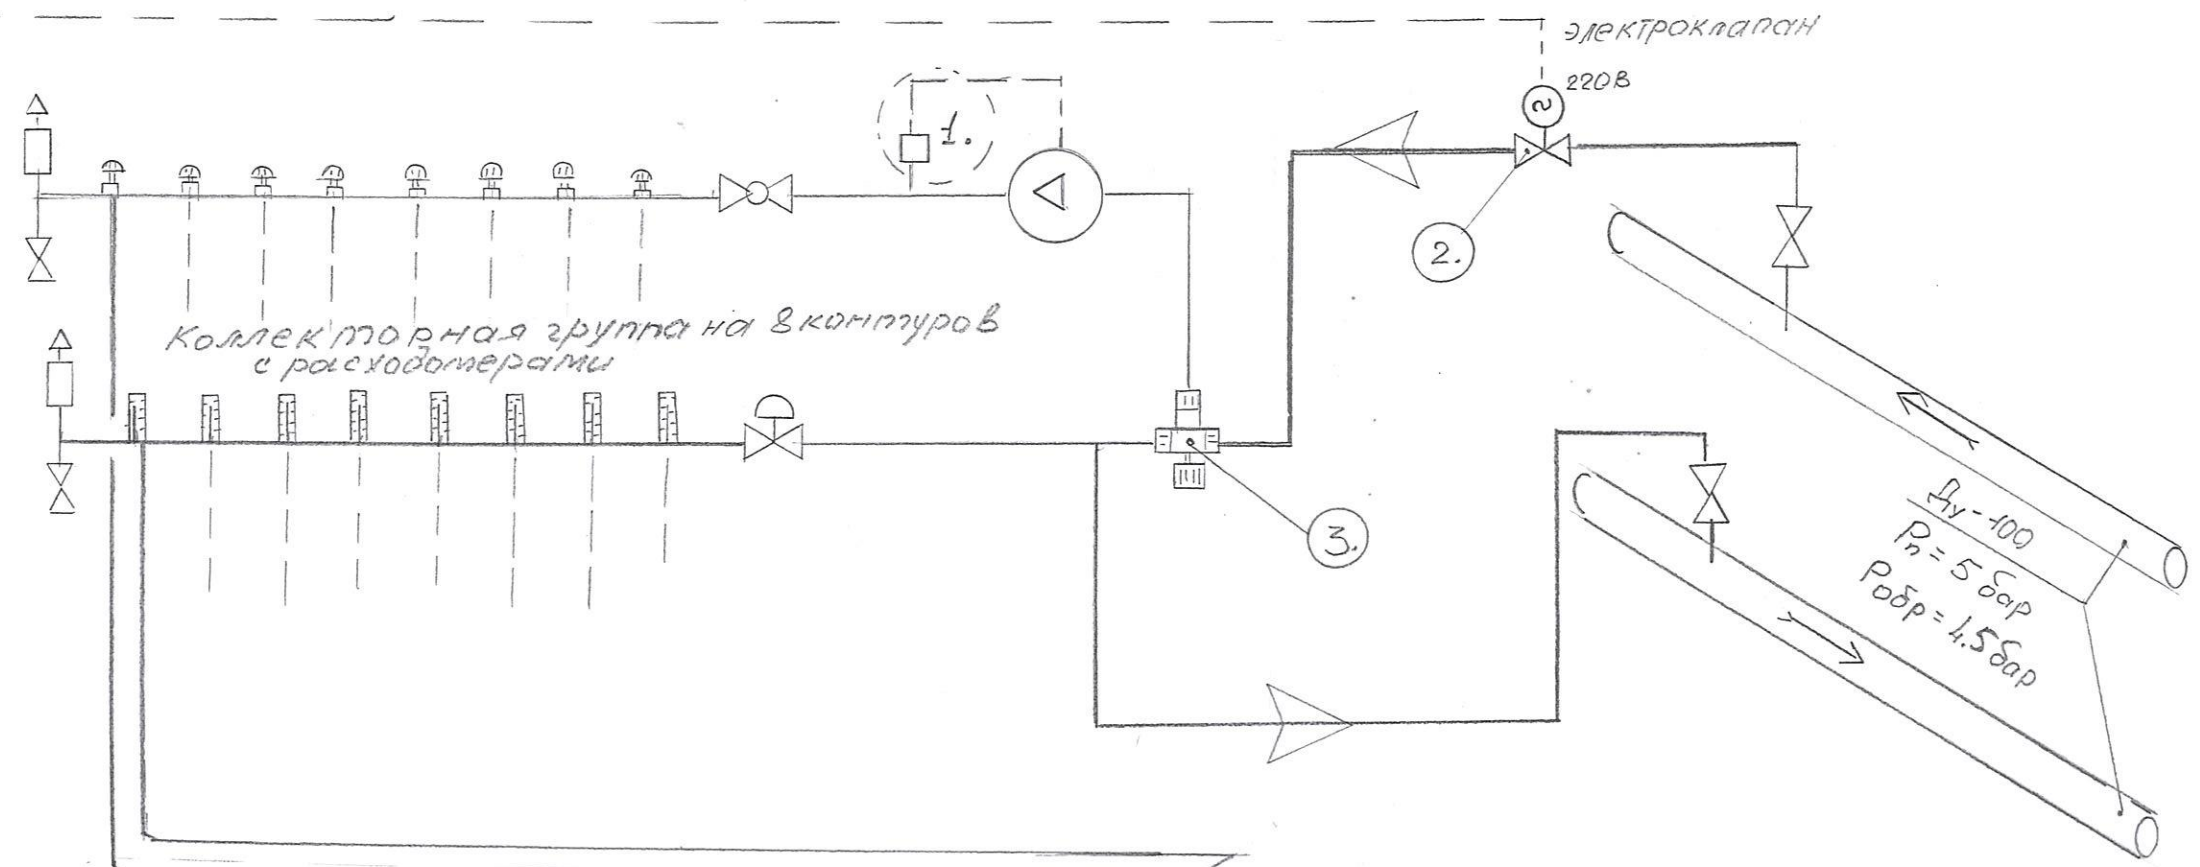 электроклапан
220В
1.
2.
Коллекторная группа на 8 контуров
с расходомерами
3.
Ду-100
Рп = 5 бар
Робр = 4.5 бар